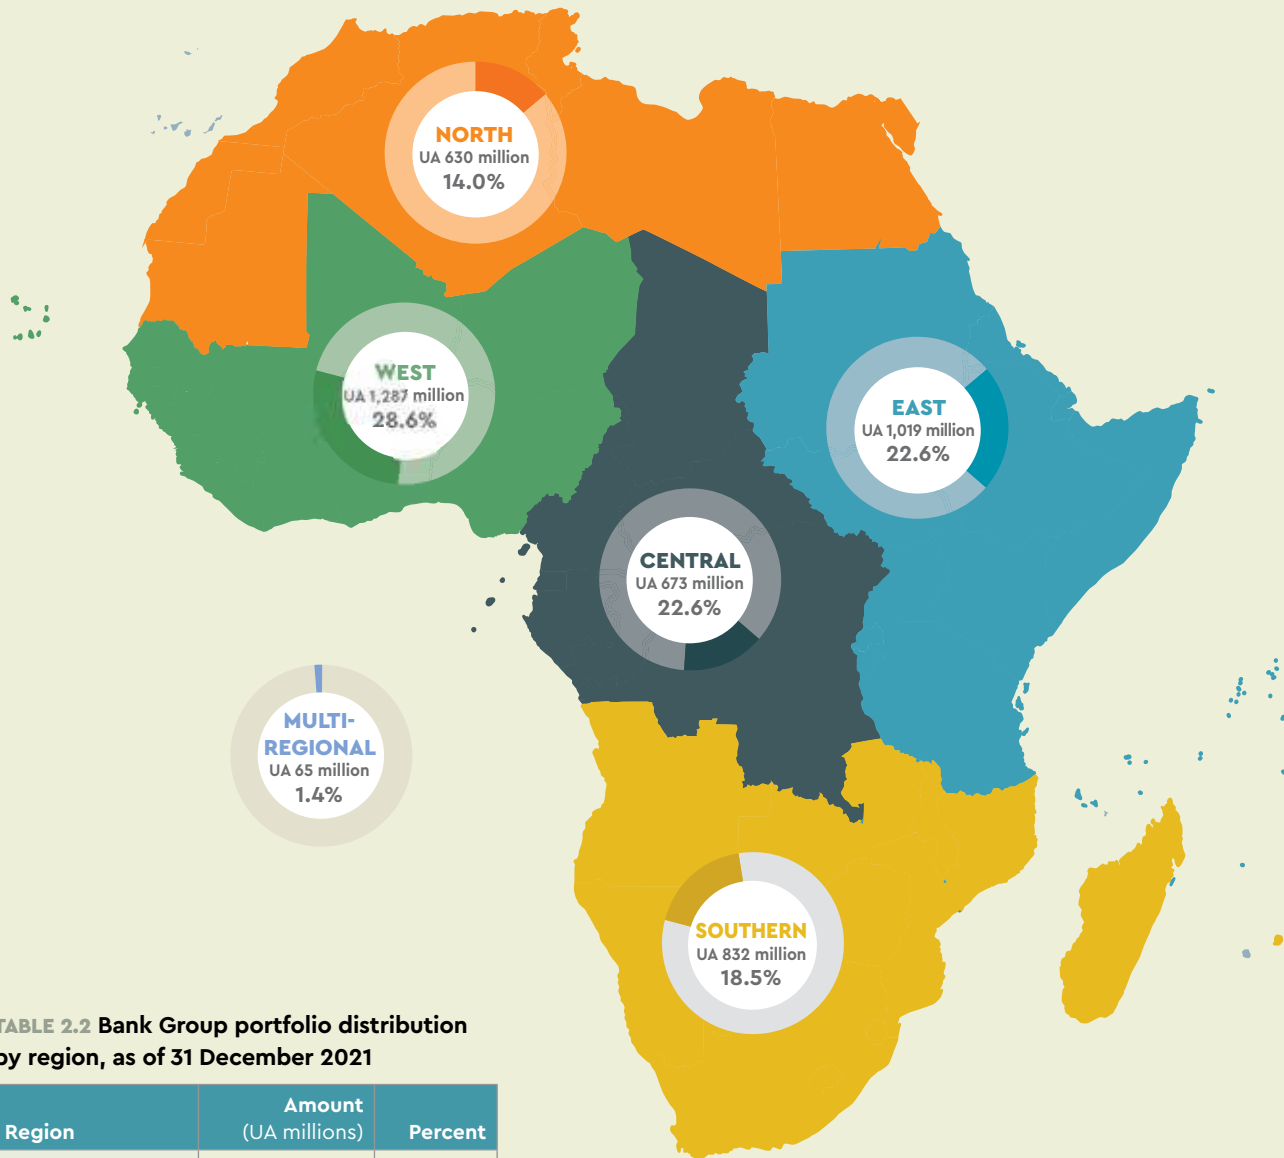 NORTH
UA 630 million
14.0%
WEST
UA 1,287 million
28.6%
EAST
UA 1,019 million
22.6%
CENTRAL
UA 673 million
22.6%
MULTI-
REGIONAL
UA 65 million
1.4%
SOUTHERN
UA 832 million
18.5%
TABLE 2.2 Bank Group portfolio distribution
by region, as of 31 December 2021
Amount
Region (UA millions) Percent